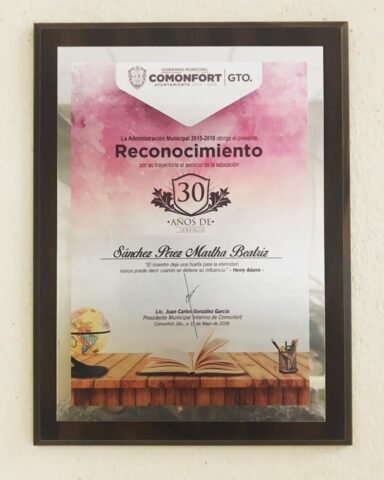 GOBIERNO MUNICIPAL
COMONFORT GTO.
AYUNTAMIENTO 2015 - 2018
La Administración Municipal 2015-2018 otorga el presente
Reconocimiento
por su trayectoria al servicio de la educación
30
•AÑOS DE•
SERVICIO
Sánchez Pérez Martha Beatriz
"El maestro deja una huella para la eternidad,
nunca puede decir cuando se detiene su influencia." - Henry Adams -
Lic. Juan Carlos González García
Presidente Municipal Interino de Comonfort
Comonfort, Gto., a 15 de Mayo de 2018